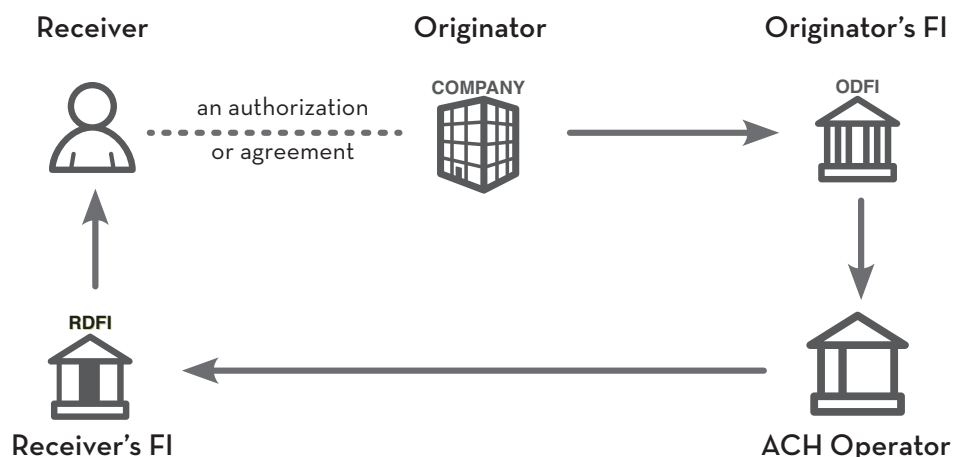 Receiver
Originator
Originator's FI
COMPANY
ODFI
an authorization
or agreement
RDFI
Receiver's FI
ACH Operator